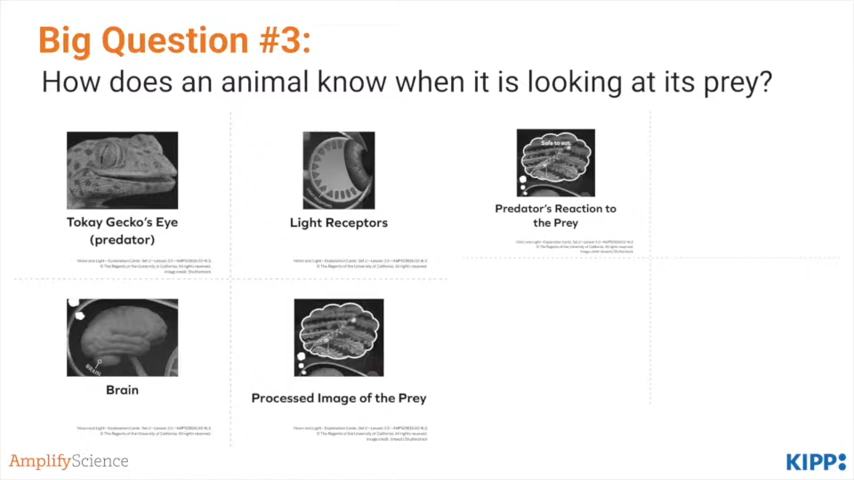 Big Question #3:
How does an animal know when it is looking at its prey?
Tokay Gecko's Eye
(predator)
Light Receptors
Safe to eat
Predator's Reaction to
the Prey
Brain
BRAIN
Processed Image of the Prey
AmplifyScience
KIPP: